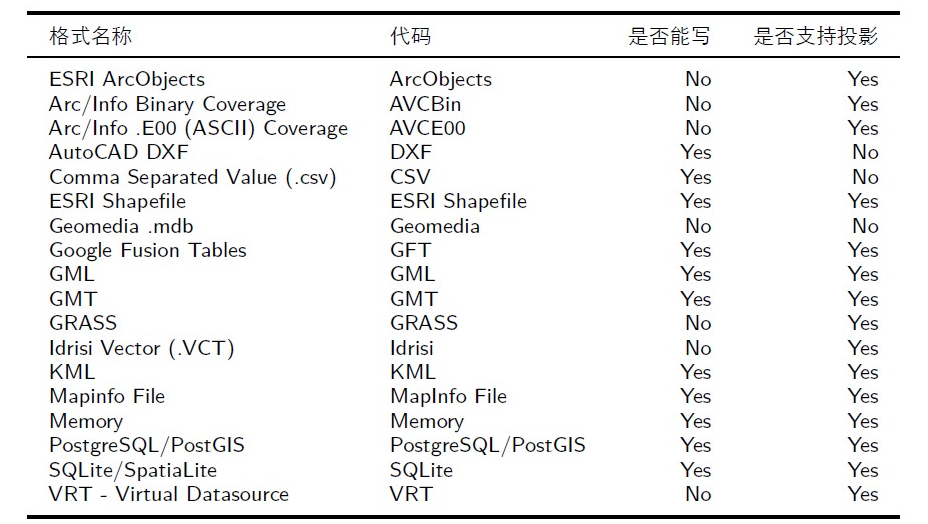 格式名称 代码 是否能写 是否支持投影
ESRI ArcObjects ArcObjects No Yes
Arc/Info Binary Coverage AVCBin No Yes
Arc/Info .E00 (ASCII) Coverage AVCE00 No Yes
AutoCAD DXF DXF Yes No
Comma Separated Value (.csv) CSV Yes No
ESRI Shapefile ESRI Shapefile Yes Yes
Geomedia .mdb Geomedia No No
Google Fusion Tables GFT Yes Yes
GML GML Yes Yes
GMT GMT Yes Yes
GRASS GRASS No Yes
Idrisi Vector (.VCT) Idrisi No Yes
KML KML Yes Yes
Mapinfo File MapInfo File Yes Yes
Memory Memory Yes Yes
PostgreSQL/PostGIS PostgreSQL/PostGIS Yes Yes
SQLite/SpatiaLite SQLite Yes Yes
VRT - Virtual Datasource VRT No Yes